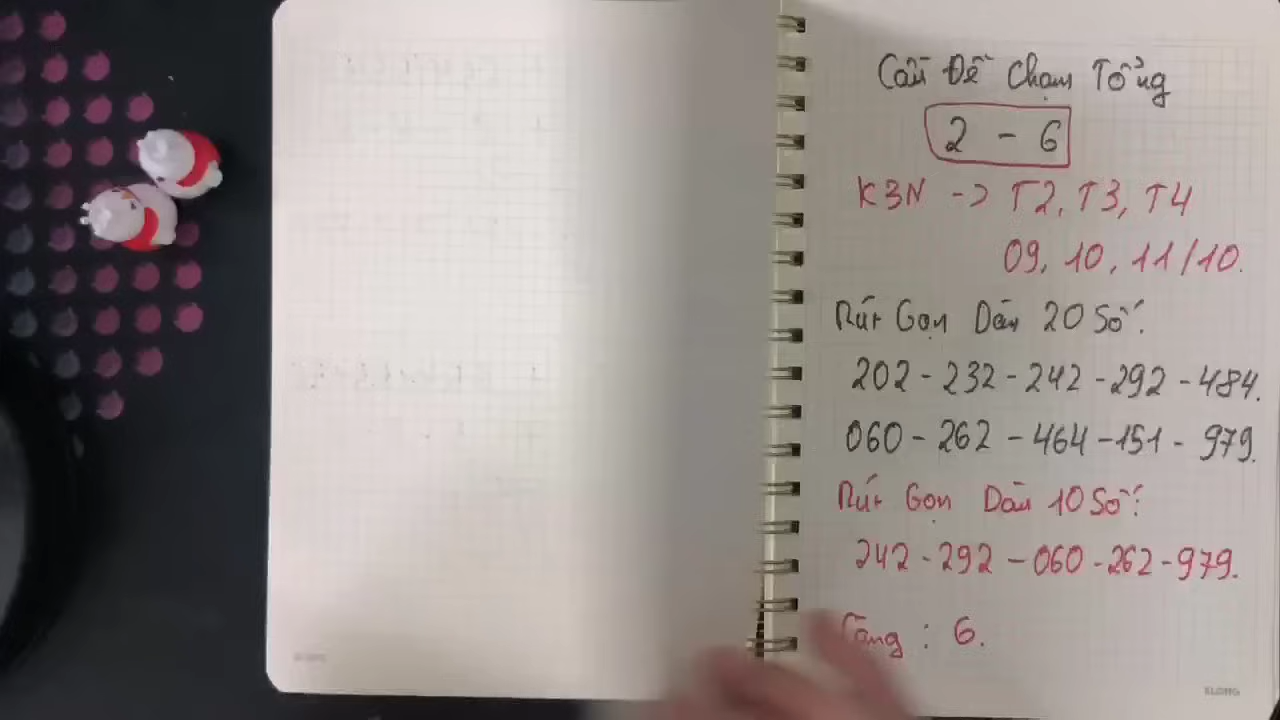 Cầu Đề Chạm Tổng
2 - 6
K3N -> T2, T3, T4
09, 10, 11/10.
Rút Gọn Dàn 20 Số:
202 - 232 - 242 - 292 - 484.
060 - 262 - 464 - 151 - 979.
Rút Gọn Dàn 10 Số:
242 - 292 - 060 - 262 - 979.
: 6.
KLONG